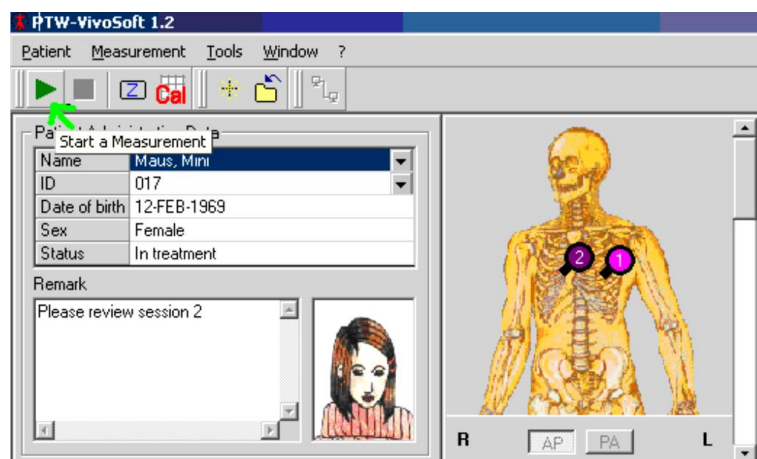 PTW-VivoSoft 1.2
Patient Measurement Tools Window ?
Z Cal
Start a Measurement
Name Maus, Mini
ID 017
Date of birth 12-FEB-1969
Sex Female
Status In treatment
Remark
Please review session 2
2 1
R AP PA L